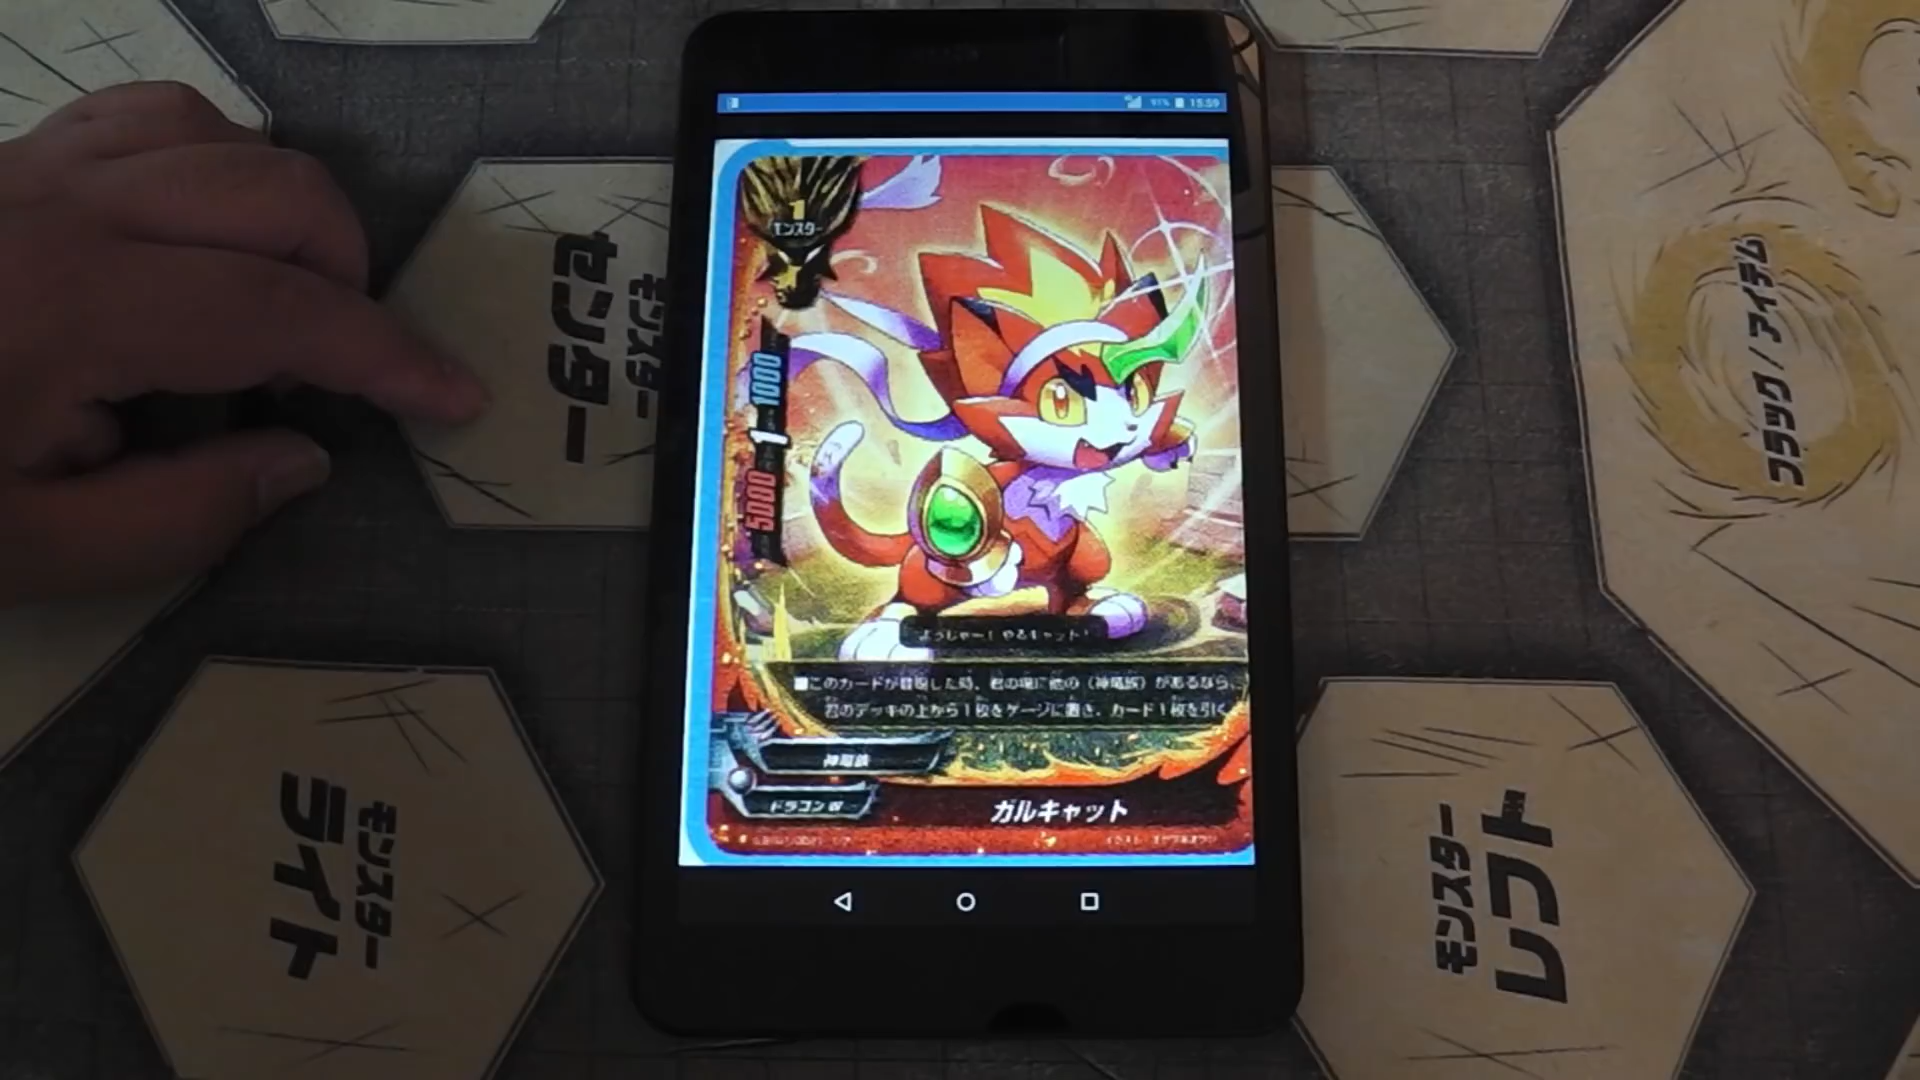 91% 15:59
1
モンスター
1000
1
5000
よっしゃー！やるキャット！
■このカードが登場した時、君の場に他の《神竜族》があるなら、
君のデッキの上から1枚をゲージに置き、カード1枚を引く
神竜族
ドラゴンW
ガルキャット
モンスター
センター
フラッグ/アイテム
モンスター
ライト
モンスター
レフト